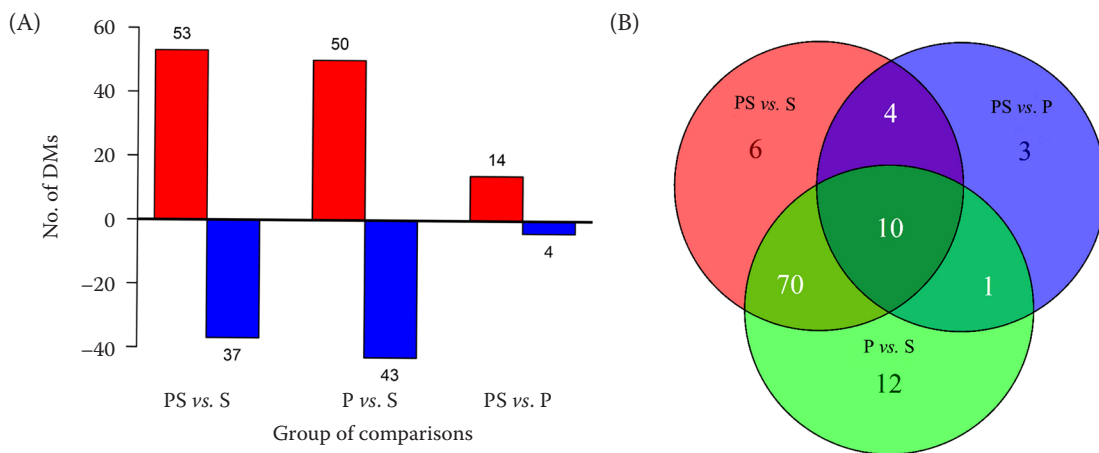 (A)
60
40
20
0
−20
−40
No. of DMs
53
50
14
37
43
4
PS vs. S
P vs. S
PS vs. P
Group of comparisons
(B)
PS vs. S
6
4
PS vs. P
3
10
70
1
P vs. S
12